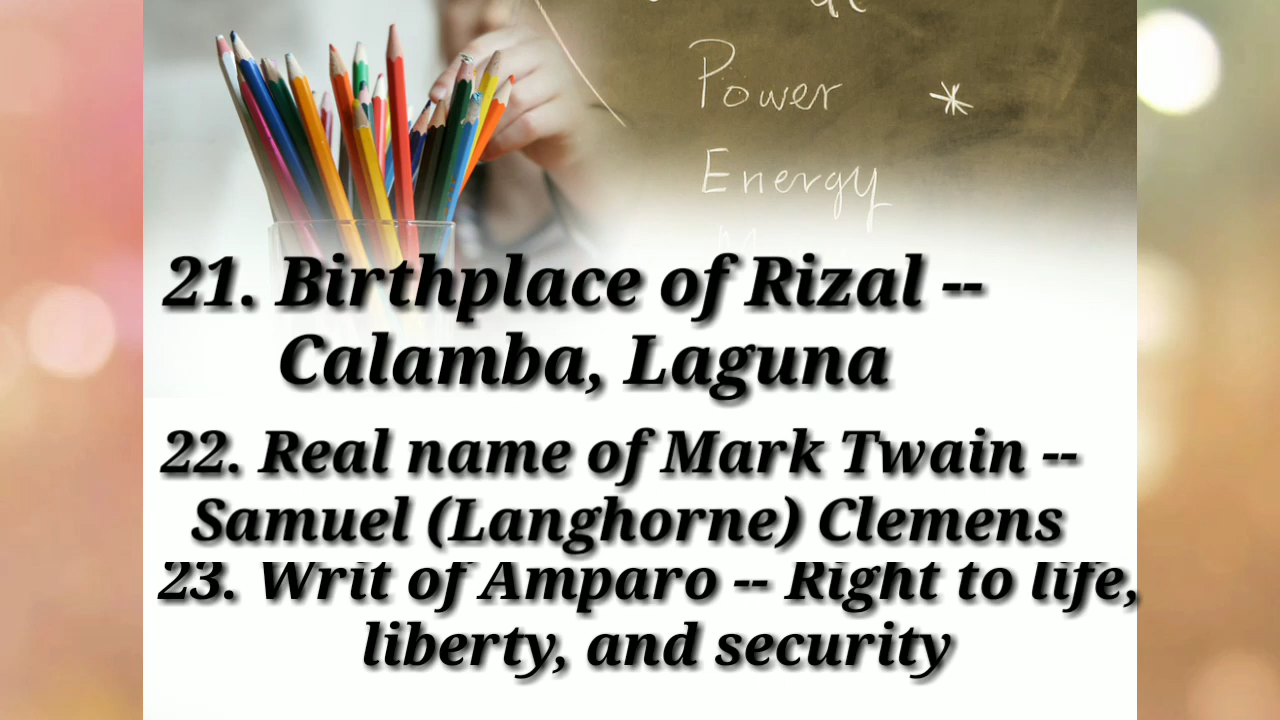 Power *
Energy
21. Birthplace of Rizal --
Calamba, Laguna
22. Real name of Mark Twain --
Samuel (Langhorne) Clemens
23. Writ of Amparo -- Right to life,
liberty, and security